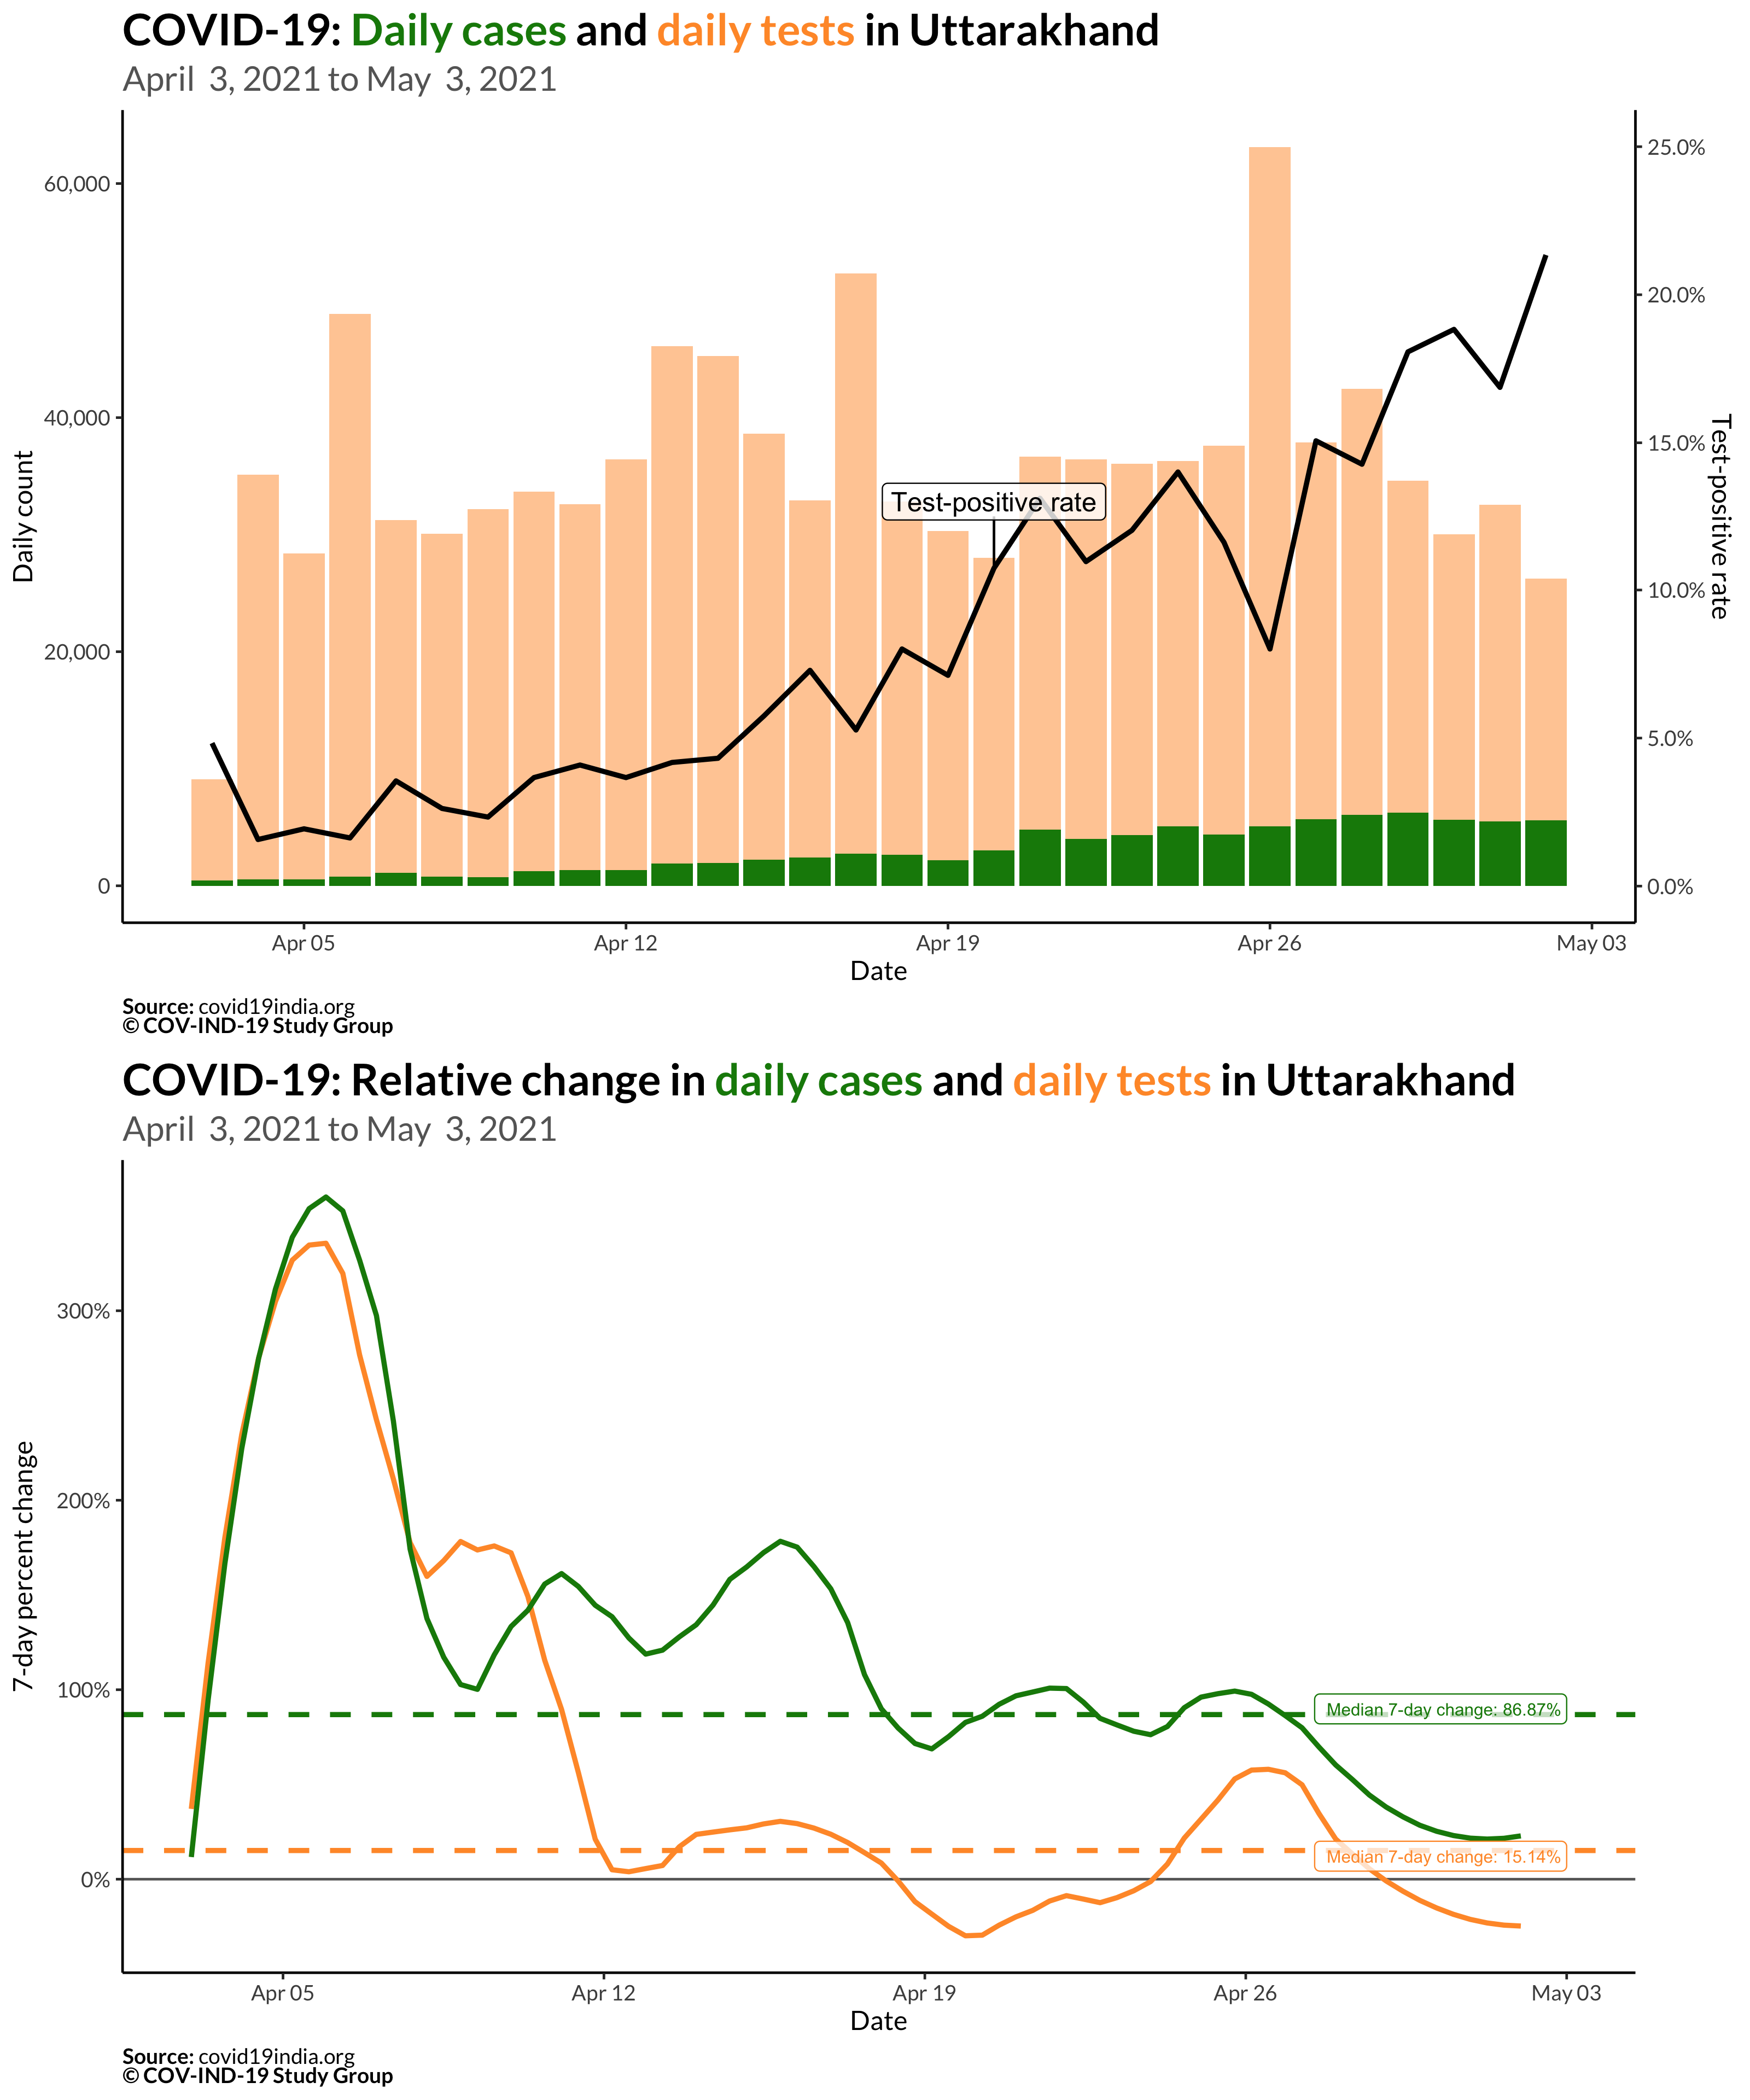 COVID-19: Daily cases and daily tests in Uttarakhand
April 3, 2021 to May 3, 2021
60,000
40,000
20,000
0
Daily count
25.0%
20.0%
15.0%
10.0%
5.0%
0.0%
Test-positive rate
Test-positive rate
Apr 05
Apr 12
Apr 19
Apr 26
May 03
Date
Source: covid19india.org
© COV-IND-19 Study Group
COVID-19: Relative change in daily cases and daily tests in Uttarakhand
April 3, 2021 to May 3, 2021
300%
200%
100%
0%
7-day percent change
Median 7-day change: 86.87%
Median 7-day change: 15.14%
Apr 05
Apr 12
Apr 19
Apr 26
May 03
Date
Source: covid19india.org
© COV-IND-19 Study Group